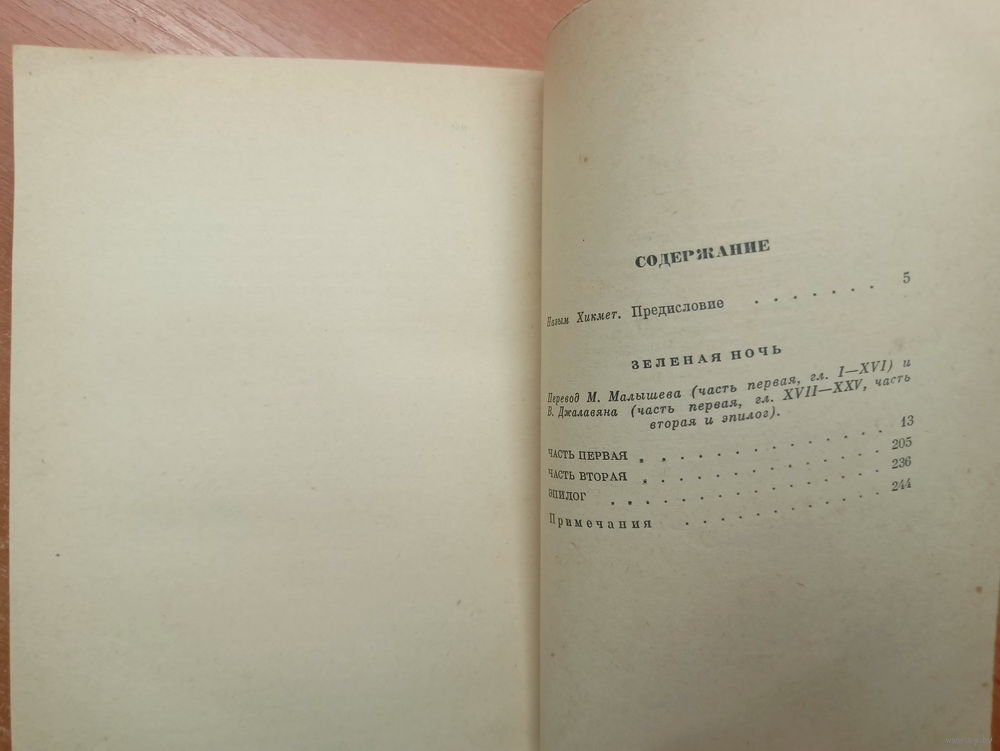 СОДЕРЖАНИЕ
Назым Хикмет. Предисловие . . . . . . . 5
ЗЕЛЕНАЯ НОЧЬ
Перевод М. Малышева (часть первая, гл. I—XVI) и
В. Джалавяна (часть первая, гл. XVII—XXV, часть
вторая и эпилог).
ЧАСТЬ ПЕРВАЯ . . . . . . . . . . . . 13
ЧАСТЬ ВТОРАЯ . . . . . . . . . . . . 205
ЭПИЛОГ . . . . . . . . . . . . . 236
Примечания . . . . . . . . . . 244